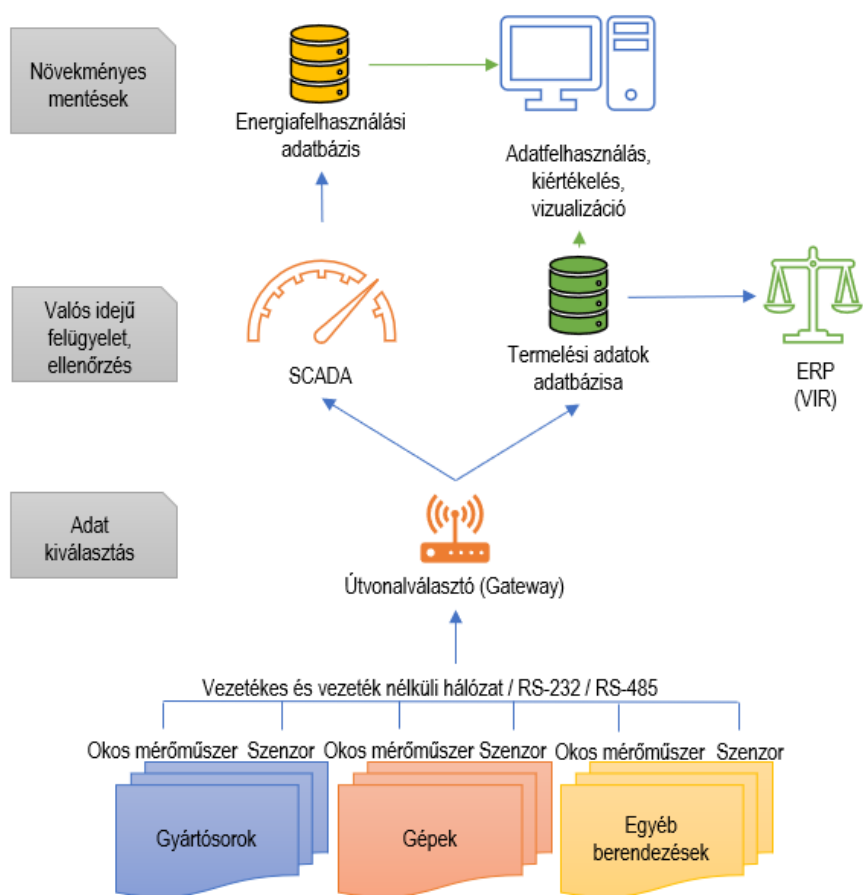 Növekményes
mentések
Energiafelhasználási
adatbázis
Adatfelhasználás,
kiértékelés,
vizualizáció
Valós idejű
felügyelet,
ellenőrzés
SCADA
Termelési adatok
adatbázisa
ERP
(VIR)
Adat
kiválasztás
Útvonalválasztó (Gateway)
Vezetékes és vezeték nélküli hálózat / RS-232 / RS-485
Okos mérőműszer Szenzor Okos mérőműszer Szenzor Okos mérőműszer Szenzor
Gyártósorok
Gépek
Egyéb
berendezések